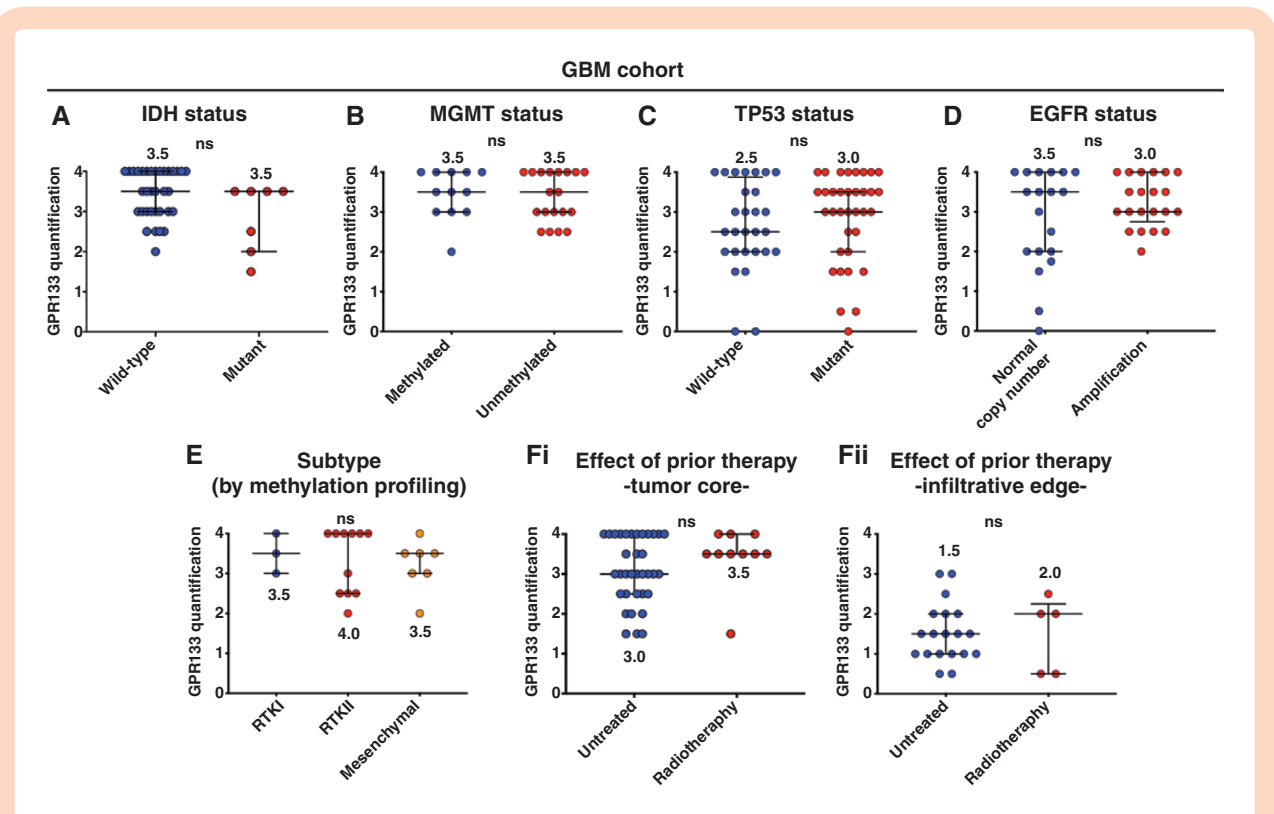 GBM cohort
A IDH status
ns
3.5
3.5
GPR133 quantification
4
3
2
1
0
Wild-type
Mutant
B MGMT status
ns
3.5
3.5
GPR133 quantification
4
3
2
1
0
Methylated
Unmethylated
C TP53 status
ns
2.5
3.0
GPR133 quantification
4
3
2
1
0
Wild-type
Mutant
D EGFR status
ns
3.5
3.0
GPR133 quantification
4
3
2
1
0
Normal
copy number
Amplification
E Subtype
(by methylation profiling)
ns
3.5
4.0
3.5
GPR133 quantification
4
3
2
1
0
RTKI
RTKII
Mesenchymal
Fi Effect of prior therapy
-tumor core-
ns
3.5
3.0
GPR133 quantification
4
3
2
1
0
Untreated
Radiotheraphy
Fii Effect of prior therapy
-infiltrative edge-
ns
1.5
2.0
GPR133 quantification
4
3
2
1
0
Untreated
Radiotheraphy